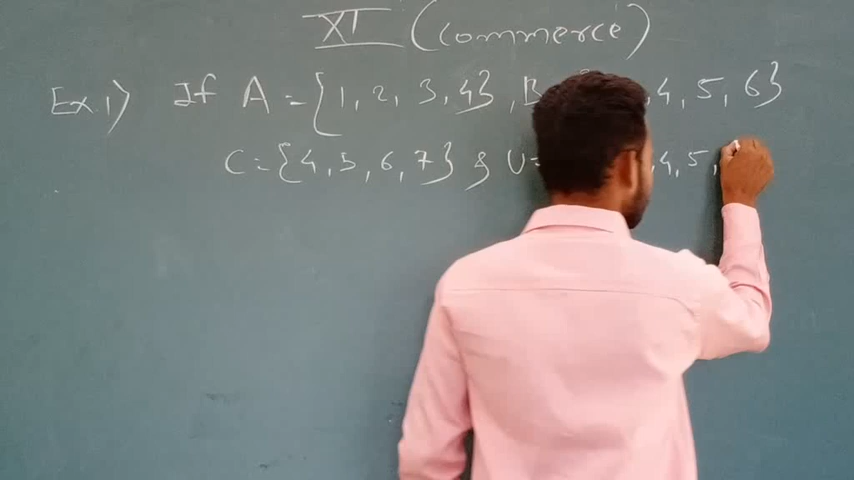 XI (commerce)
Ex.1) If A = {1, 2, 3, 4}, B 4, 5, 6}
C = {4, 5, 6, 7} & U = 4, 5,